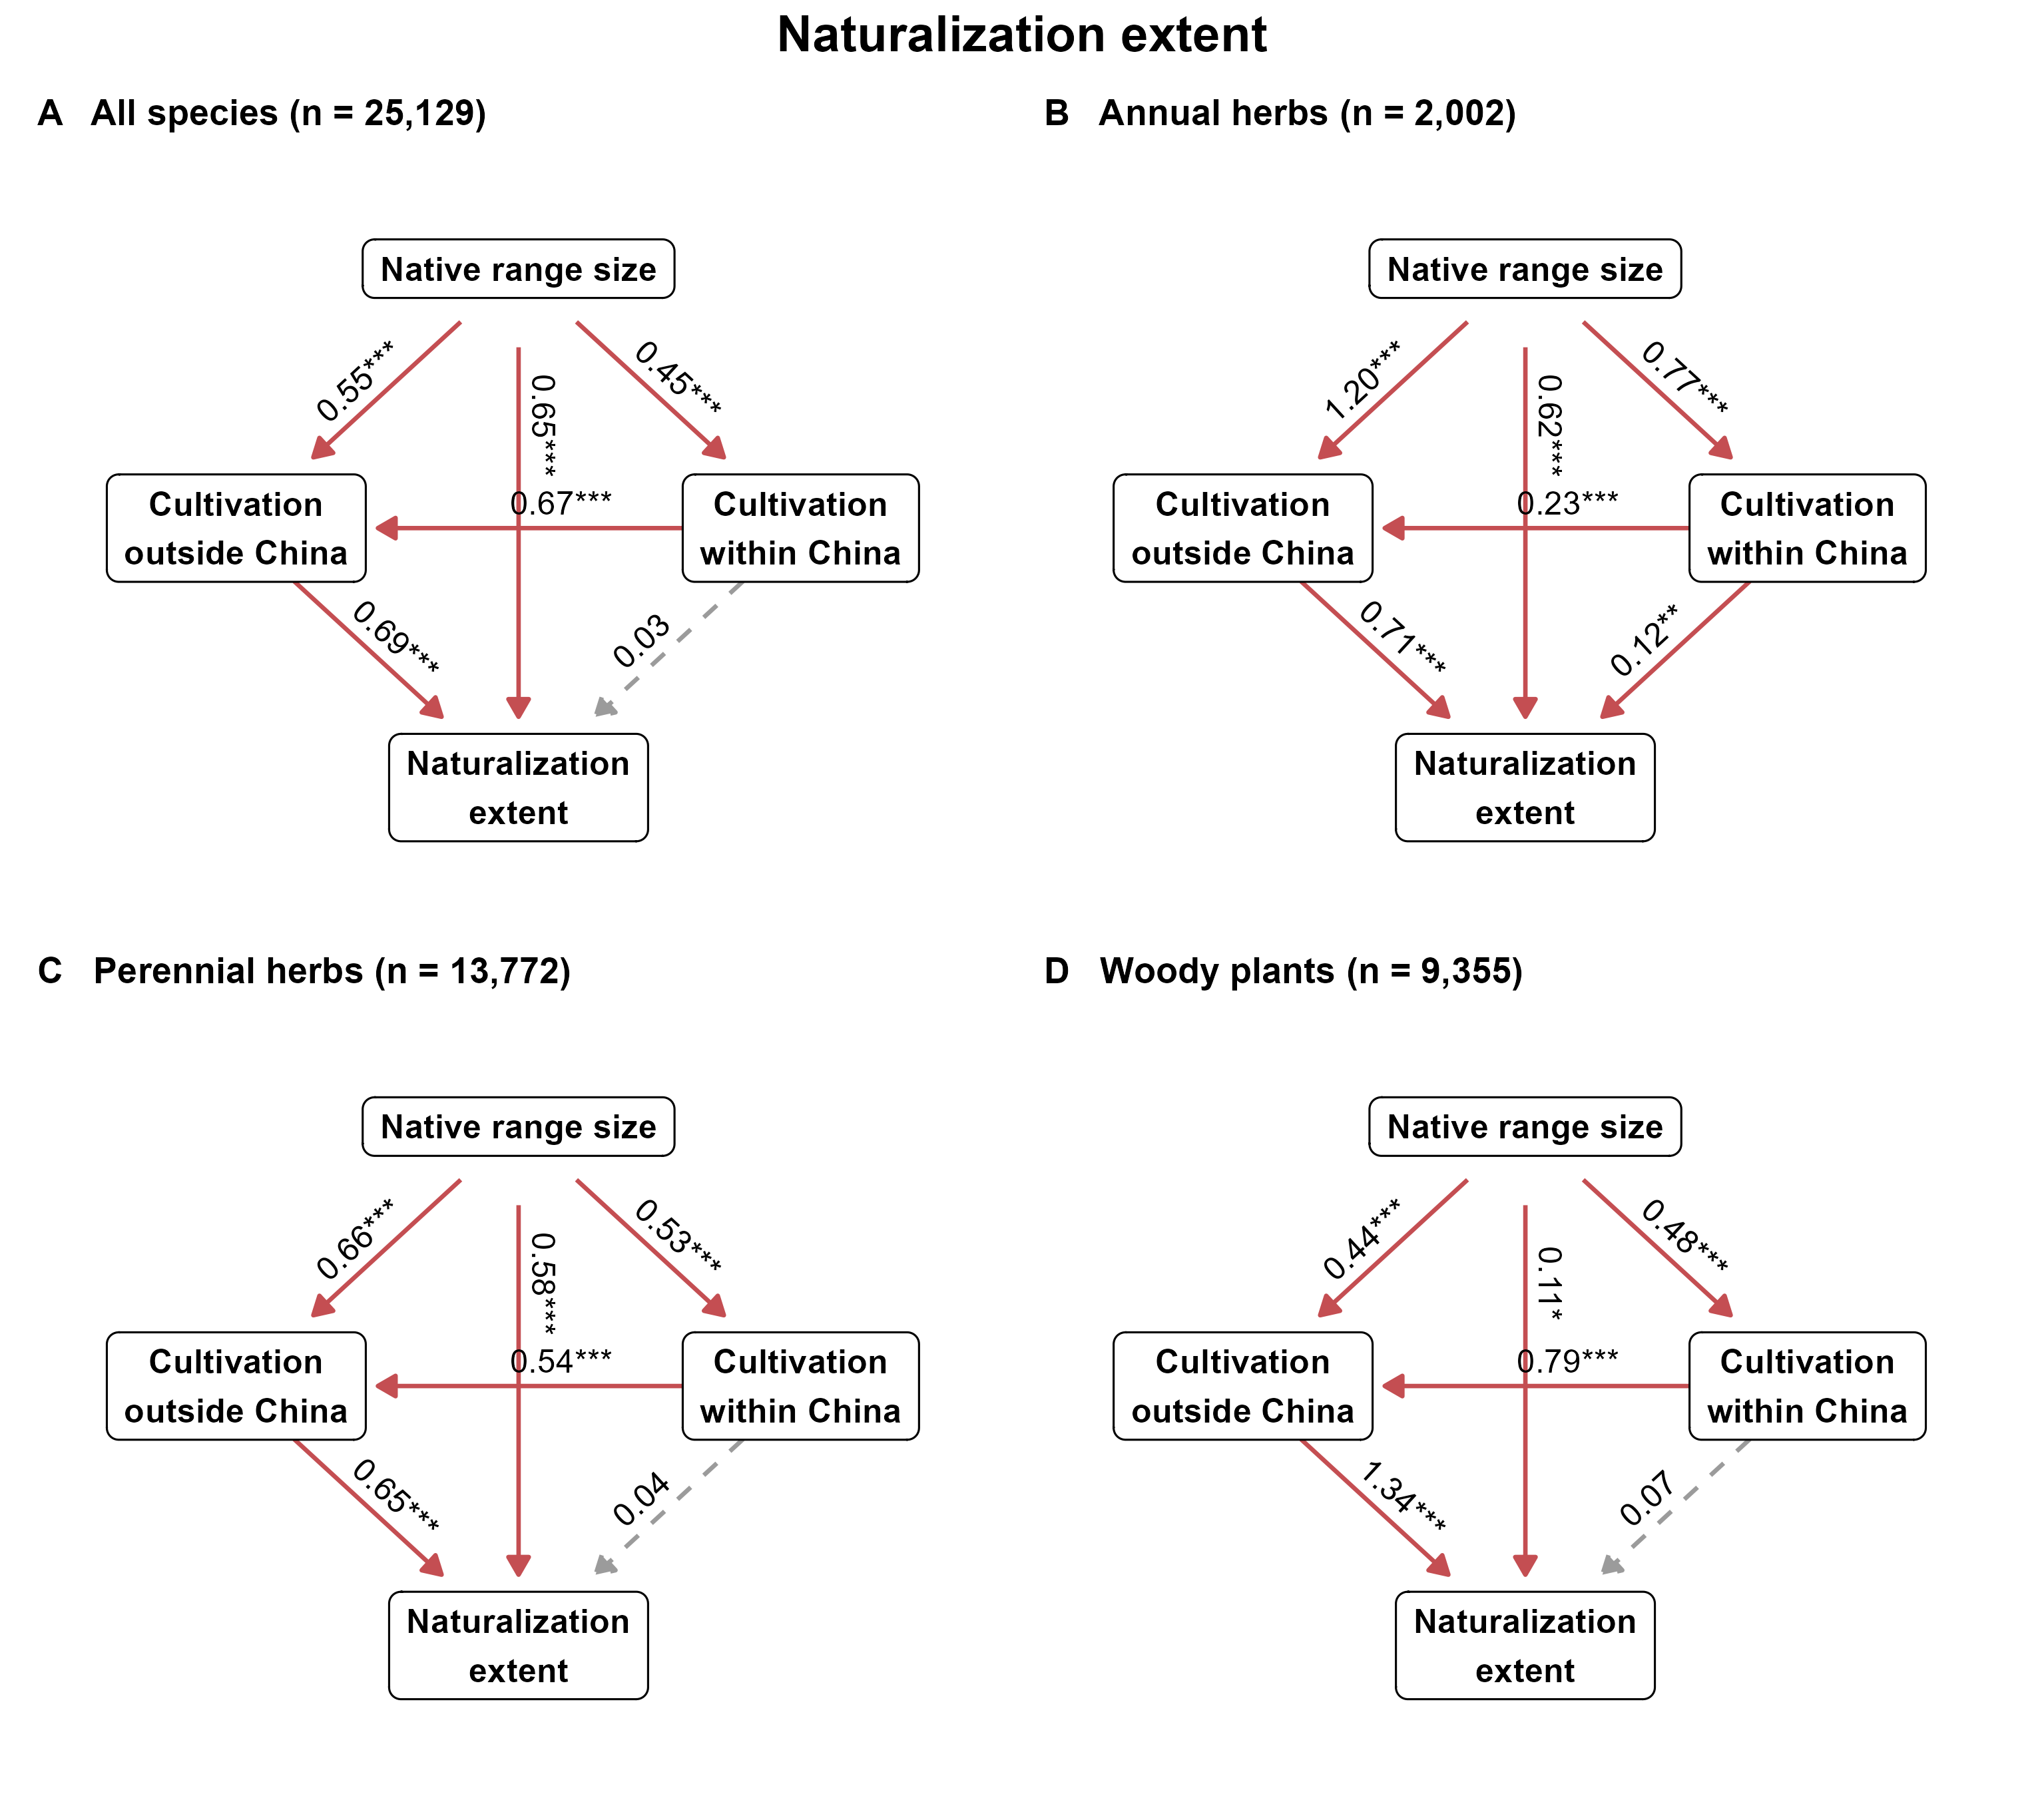 Naturalization extent
A All species (n = 25,129)
Native range size
0.55***
0.65***
0.45***
0.67***
Cultivation
outside China
Cultivation
within China
0.69***
0.03
Naturalization
extent
B Annual herbs (n = 2,002)
Native range size
1.20***
0.62***
0.77***
0.23***
Cultivation
outside China
Cultivation
within China
0.71***
0.12**
Naturalization
extent
C Perennial herbs (n = 13,772)
Native range size
0.66***
0.58***
0.53***
0.54***
Cultivation
outside China
Cultivation
within China
0.65***
0.04
Naturalization
extent
D Woody plants (n = 9,355)
Native range size
0.44***
0.11*
0.48***
0.79***
Cultivation
outside China
Cultivation
within China
1.34***
0.07
Naturalization
extent